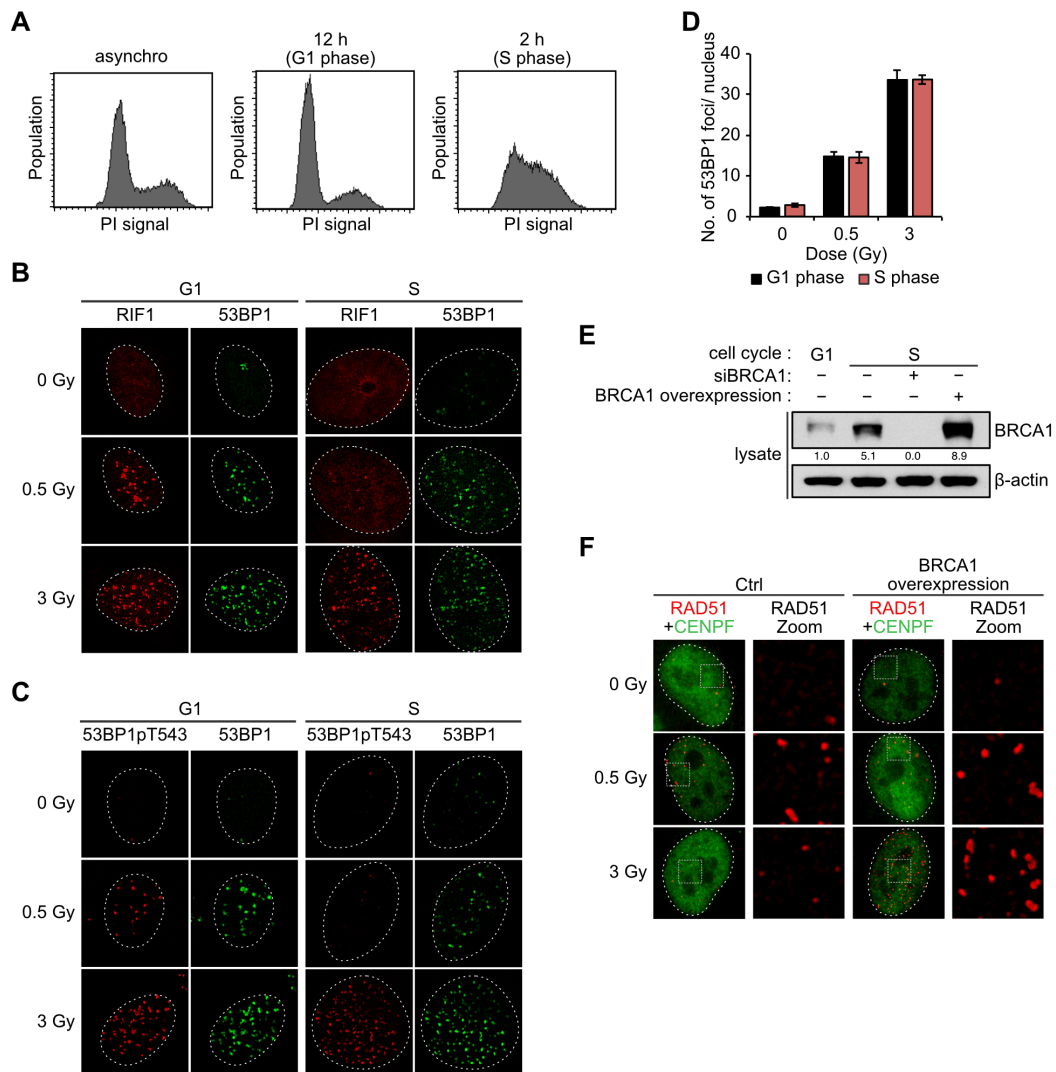 A
asynchro
12 h
(G1 phase)
2 h
(S phase)
Population
Population
Population
PI signal
PI signal
PI signal
B
G1
S
RIF1
53BP1
RIF1
53BP1
0 Gy
0.5 Gy
3 Gy
C
G1
S
53BP1pT543
53BP1
53BP1pT543
53BP1
0 Gy
0.5 Gy
3 Gy
D
No. of 53BP1 foci/ nucleus
40
30
20
10
0
0
0.5
3
Dose (Gy)
G1 phase
S phase
E
cell cycle :
G1
S
siBRCA1:
– – + –
BRCA1 overexpression :
– – – +
BRCA1
lysate
1.0 5.1 0.0 8.9
β-actin
F
Ctrl
BRCA1
overexpression
RAD51
+CENPF
RAD51
Zoom
RAD51
+CENPF
RAD51
Zoom
0 Gy
0.5 Gy
3 Gy